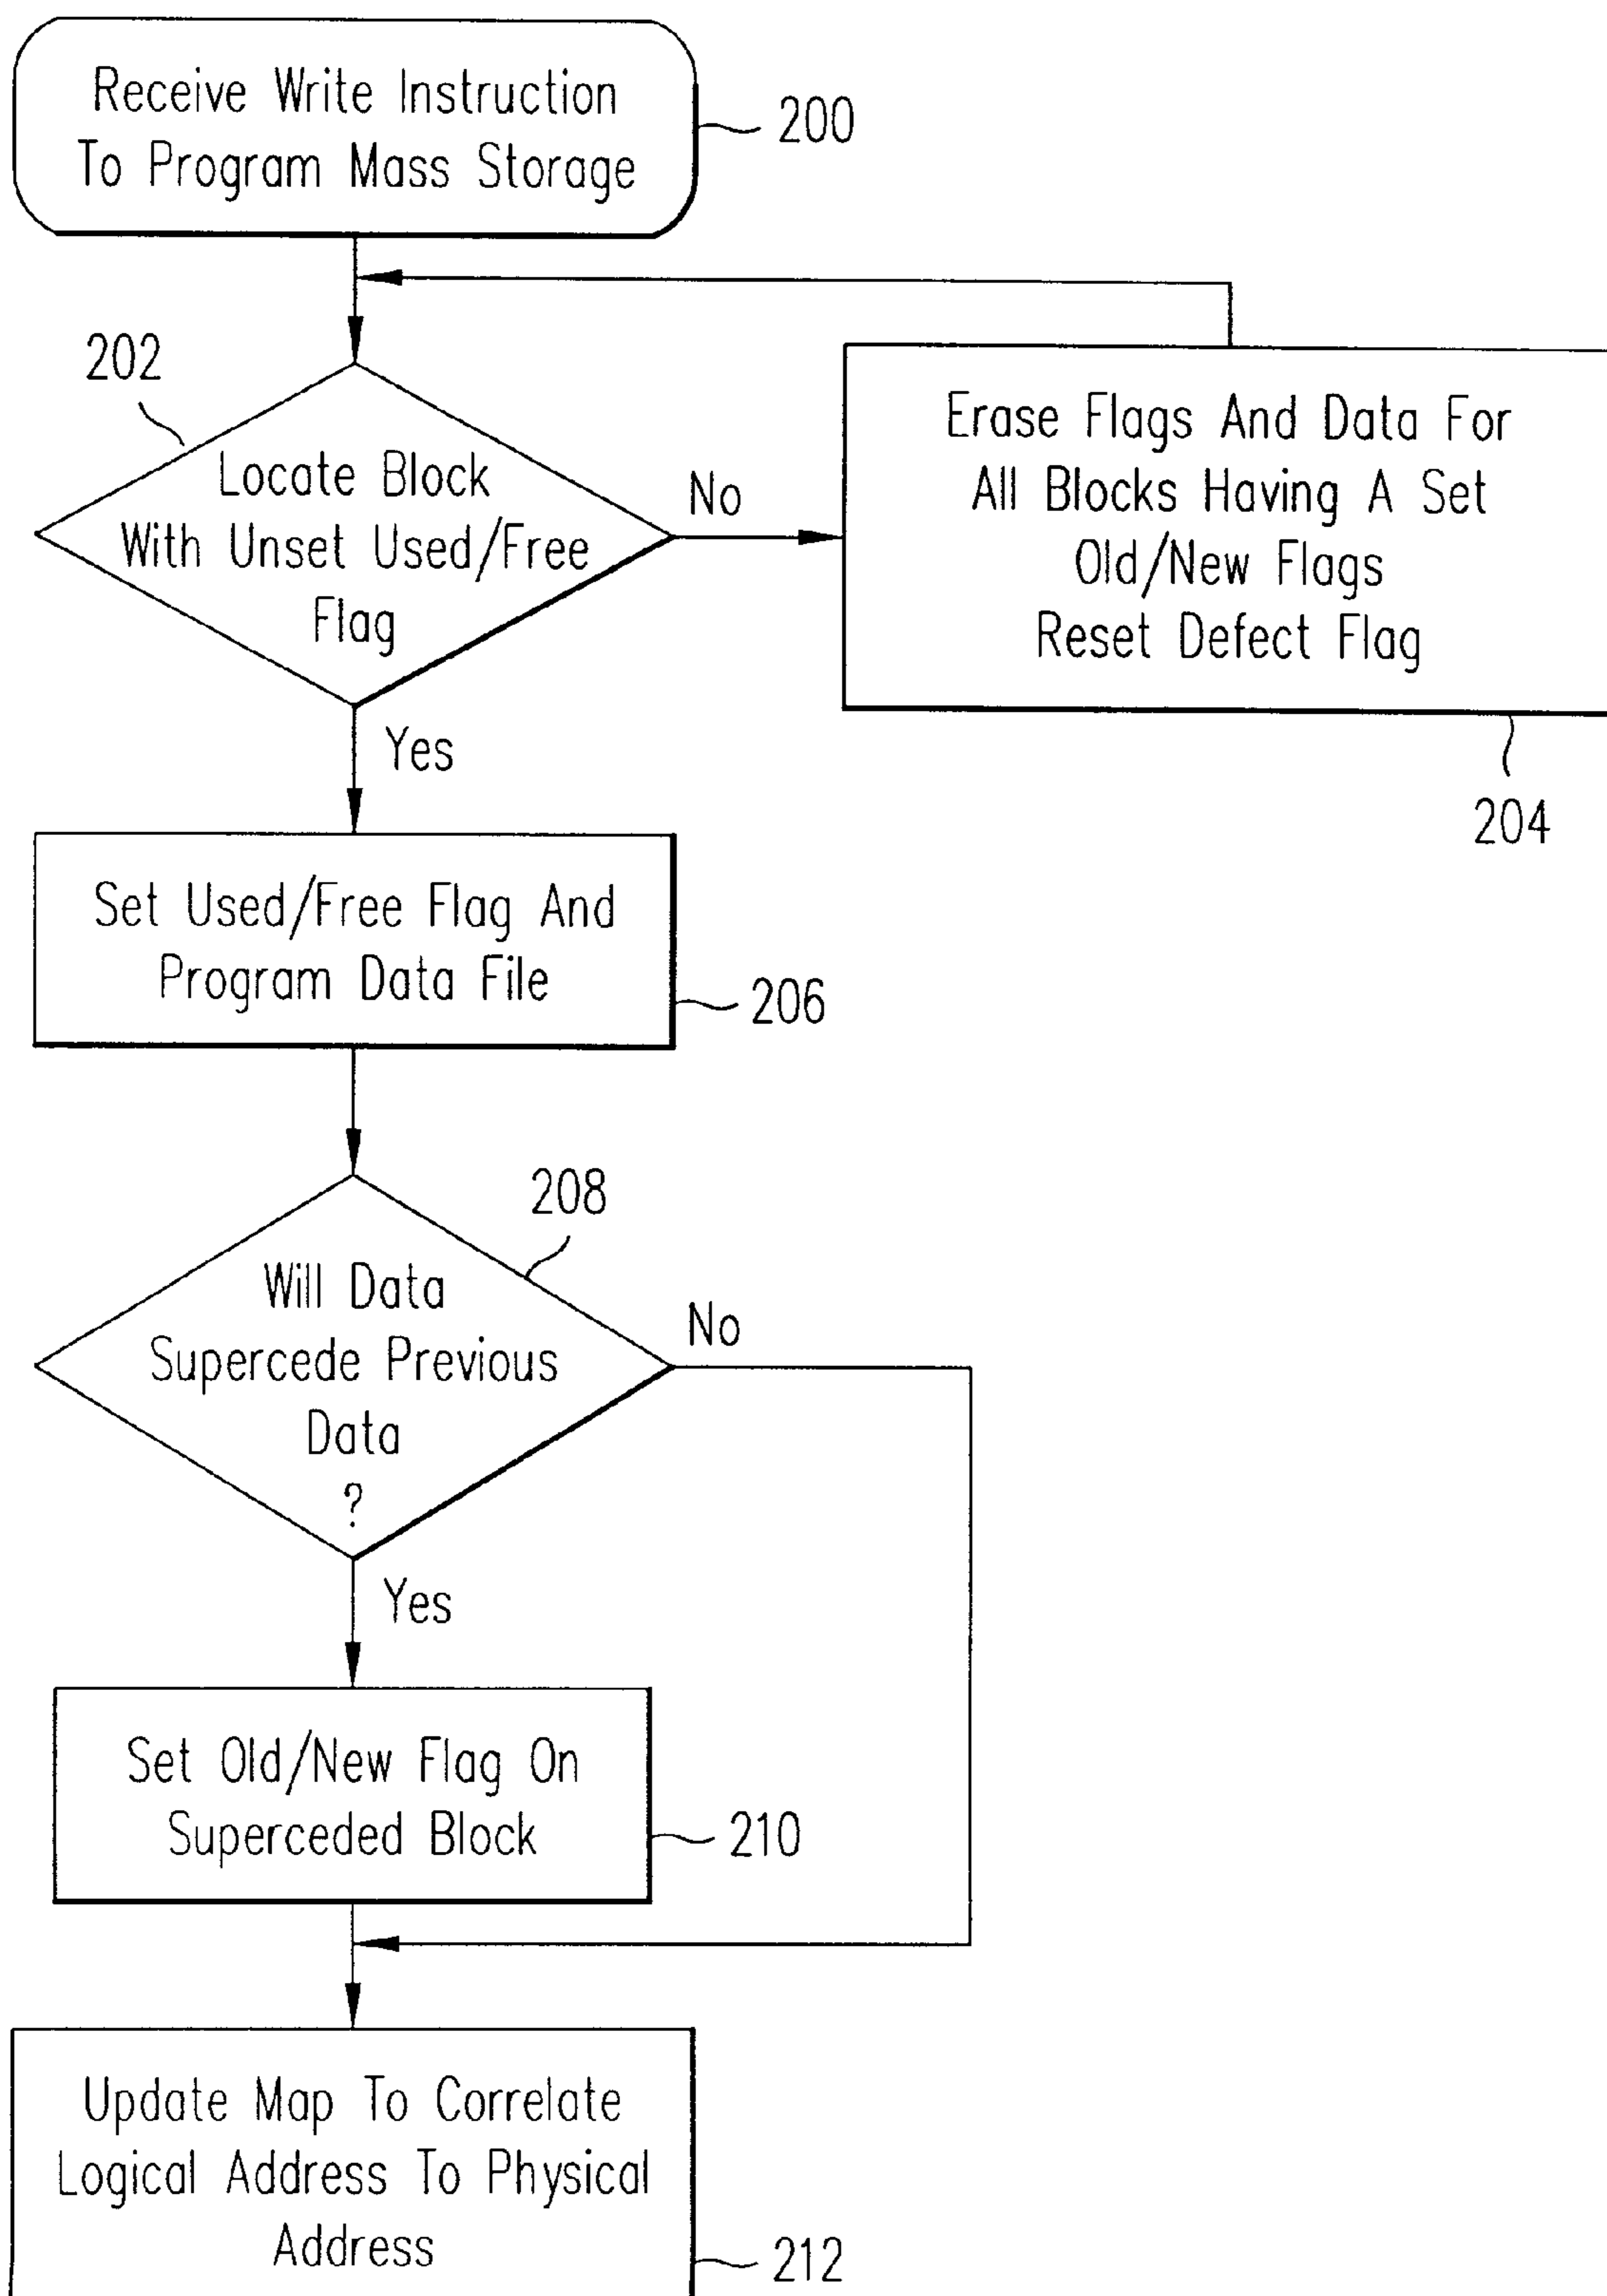 Receive Write Instruction
To Program Mass Storage
200
202
Locate Block
With Unset Used/Free
Flag
No
Erase Flags And Data For
All Blocks Having A Set
Old/New Flags
Reset Defect Flag
204
Yes
Set Used/Free Flag And
Program Data File
206
208
Will Data
Supercede Previous
Data
?
No
Yes
Set Old/New Flag On
Superceded Block
210
Update Map To Correlate
Logical Address To Physical
Address
212